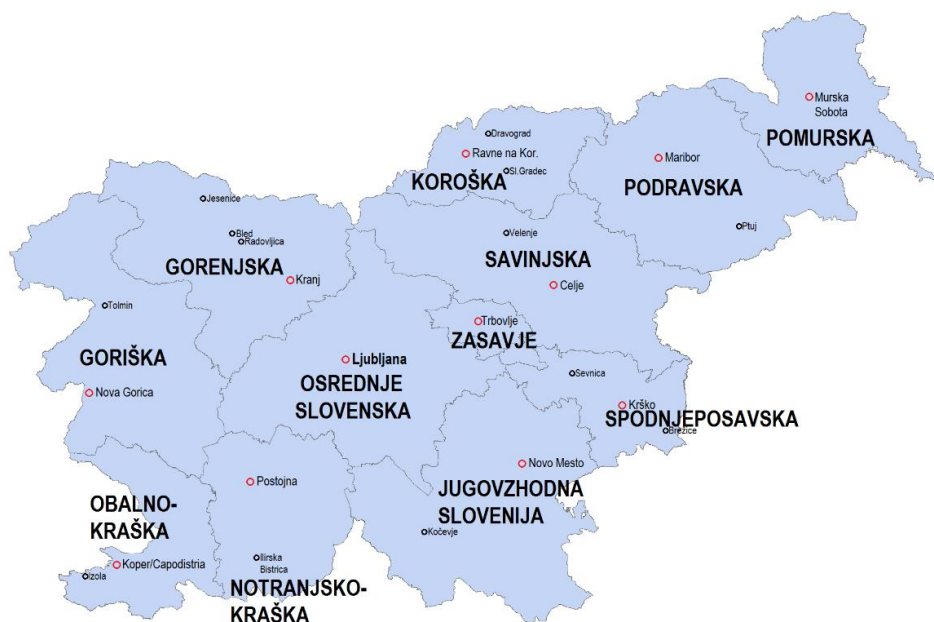 Murska
Sobota
POMURSKA
Dravograd
Ravne na Kor.
Sl.Gradec
KOROŠKA
Maribor
PODRAVSKA
Ptuj
Jesenice
Bled
Radovljica
GORENJSKA
Kranj
Velenje
SAVINJSKA
Celje
Tolmin
GORIŠKA
Nova Gorica
Trbovlje
ZASAVJE
Ljubljana
OSREDNJE
SLOVENSKA
Sevnica
Krško
SPODNJEPOSAVSKA
Brežice
Novo Mesto
JUGOVZHODNA
SLOVENIJA
Kočevje
Postojna
OBALNO-
KRAŠKA
Koper/Capodistria
Izola
Ilirska
Bistrica
NOTRANJSKO-
KRAŠKA